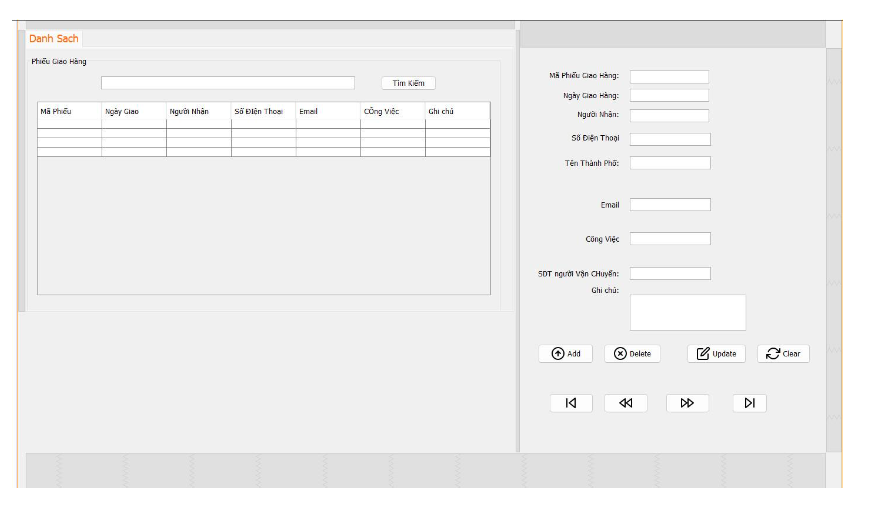 Danh Sach
Phiếu Giao Hàng
Tìm Kiếm
Mã Phiếu Ngày Giao Người Nhận Số Điện Thoại Email CÔng Việc Ghi chú
Mã Phiếu Giao Hàng:
Ngày Giao Hàng:
Người Nhân:
Số Điện Thoại
Tên Thành Phố:
Email
Công Việc
SDT người Vận CHuyển:
Ghi chú:
Add Delete Update Clear